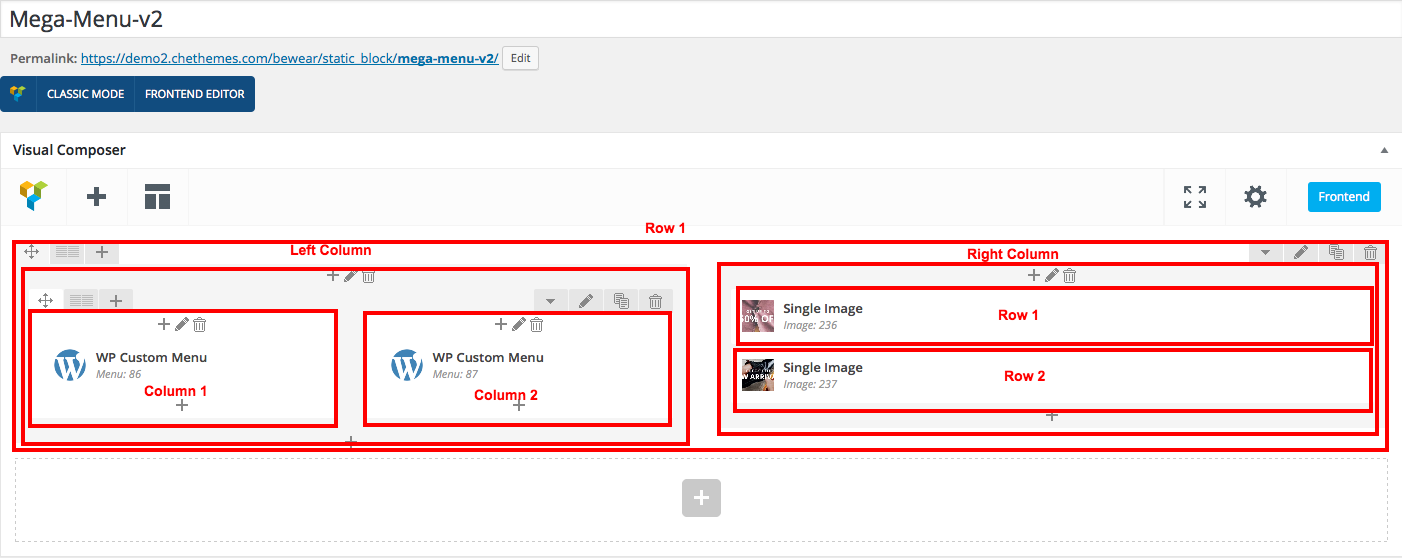 Mega-Menu-v2
Permalink: https://demo2.chethemes.com/bewear/static_block/mega-menu-v2/ Edit
CLASSIC MODE FRONTEND EDITOR
Visual Composer
Frontend
Row 1
Left Column
Right Column
Single Image
Image: 236
Row 1
WP Custom Menu
Menu: 86
Column 1
WP Custom Menu
Menu: 87
Column 2
Single Image
Image: 237
Row 2